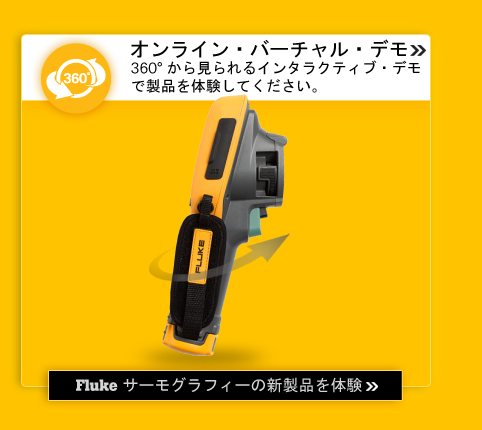 オンライン・バーチャル・デモ»
360°
360° から見られるインタラクティブ・デモ
で製品を体験してください。
FLUKE
Fluke サーモグラフィーの新製品を体験 »